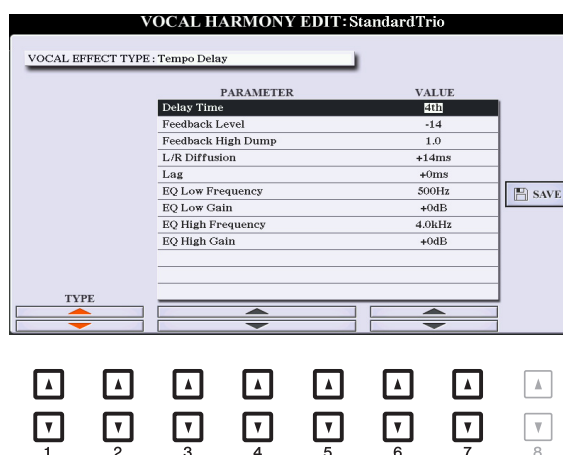 VOCAL HARMONY EDIT: StandardTrio
VOCAL EFFECT TYPE : Tempo Delay
PARAMETER VALUE
Delay Time 4th
Feedback Level -14
Feedback High Dump 1.0
L/R Diffusion +14ms
Lag +0ms
EQ Low Frequency 500Hz
EQ Low Gain +0dB
EQ High Frequency 4.0kHz
EQ High Gain +0dB
SAVE
TYPE
1 2 3 4 5 6 7 8